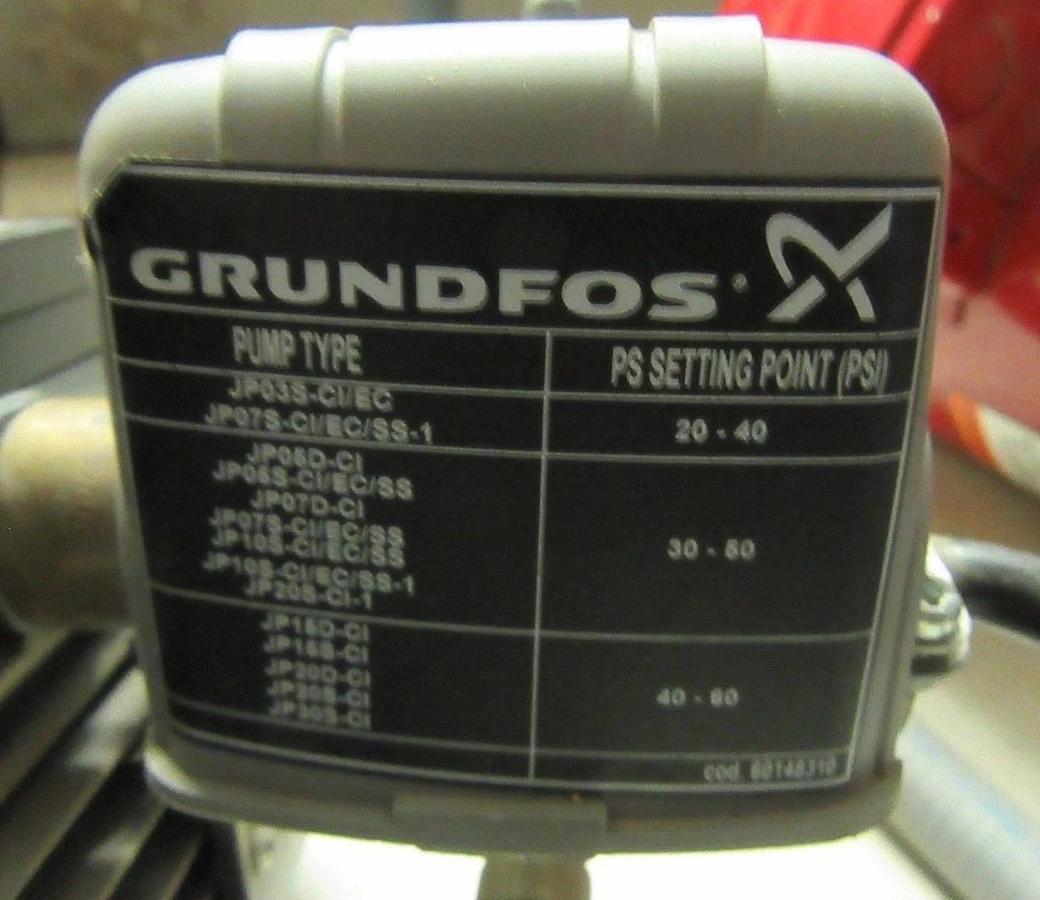 GRUNDFOS®
PUMP TYPE
PS SETTING POINT (PSI)
JP03S-CI/EC
JP07S-CI/EC/SS-1
20 - 40
JP05D-CI
JP05S-CI/EC/SS
JP07D-CI
JP07S-CI/EC/SS
JP10S-CI/EC/SS
JP10S-CI/EC/SS-1
JP20S-CI-1
30 - 50
JP15D-CI
JP15S-CI
JP20D-CI
JP20S-CI
JP30S-CI
40 - 60
cod. 60148310